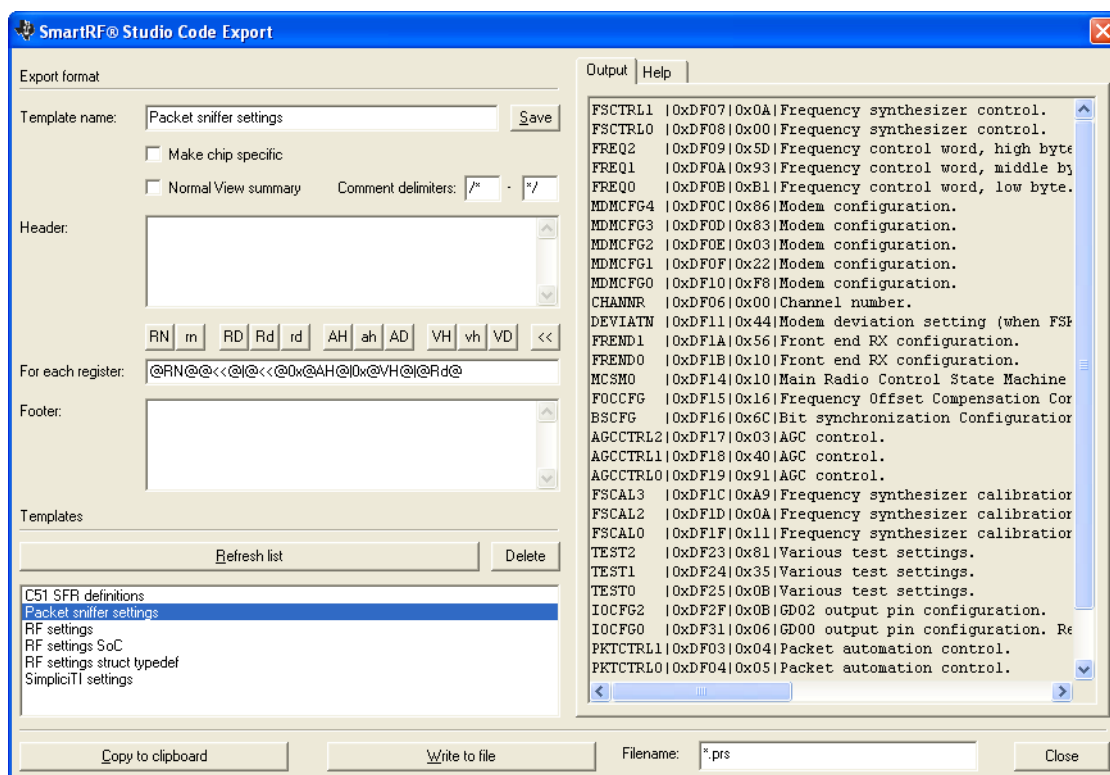 SmartRF® Studio Code Export
Export format
Template name: Packet sniffer settings Save
Make chip specific
Normal View summary Comment delimiters: /* - */
Header:
RN rn RD Rd rd AH ah AD VH vh VD <<
For each register: @RN@@<<@|@<<@0x@AH@|0x@VH@|@Rd@
Footer:
Templates
Refresh list Delete
C51 SFR definitions
Packet sniffer settings
RF settings
RF settings SoC
RF settings struct typedef
SimpliciTI settings
Output Help
FSCTRL1 |0xDF07|0x0A|Frequency synthesizer control.
FSCTRL0 |0xDF08|0x00|Frequency synthesizer control.
FREQ2 |0xDF09|0x5D|Frequency control word, high byte
FREQ1 |0xDF0A|0x93|Frequency control word, middle by
FREQ0 |0xDF0B|0xB1|Frequency control word, low byte.
MDMCFG4 |0xDF0C|0x86|Modem configuration.
MDMCFG3 |0xDF0D|0x83|Modem configuration.
MDMCFG2 |0xDF0E|0x03|Modem configuration.
MDMCFG1 |0xDF0F|0x22|Modem configuration.
MDMCFG0 |0xDF10|0xF8|Modem configuration.
CHANNR |0xDF06|0x00|Channel number.
DEVIATN |0xDF11|0x44|Modem deviation setting (when FSK
FREND1 |0xDF1A|0x56|Front end RX configuration.
FREND0 |0xDF1B|0x10|Front end RX configuration.
MCSM0 |0xDF14|0x10|Main Radio Control State Machine
FOCCFG |0xDF15|0x16|Frequency Offset Compensation Con
BSCFG |0xDF16|0x6C|Bit synchronization Configuration
AGCCTRL2|0xDF17|0x03|AGC control.
AGCCTRL1|0xDF18|0x40|AGC control.
AGCCTRL0|0xDF19|0x91|AGC control.
FSCAL3 |0xDF1C|0xA9|Frequency synthesizer calibration
FSCAL2 |0xDF1D|0x0A|Frequency synthesizer calibration
FSCAL0 |0xDF1F|0x11|Frequency synthesizer calibration
TEST2 |0xDF23|0x81|Various test settings.
TEST1 |0xDF24|0x35|Various test settings.
TEST0 |0xDF25|0x0B|Various test settings.
IOCFG2 |0xDF2F|0x0B|GDO2 output pin configuration.
IOCFG0 |0xDF31|0x06|GDO0 output pin configuration. Re
PKTCTRL1|0xDF03|0x04|Packet automation control.
PKTCTRL0|0xDF04|0x05|Packet automation control.
Copy to clipboard Write to file Filename: *.prs Close